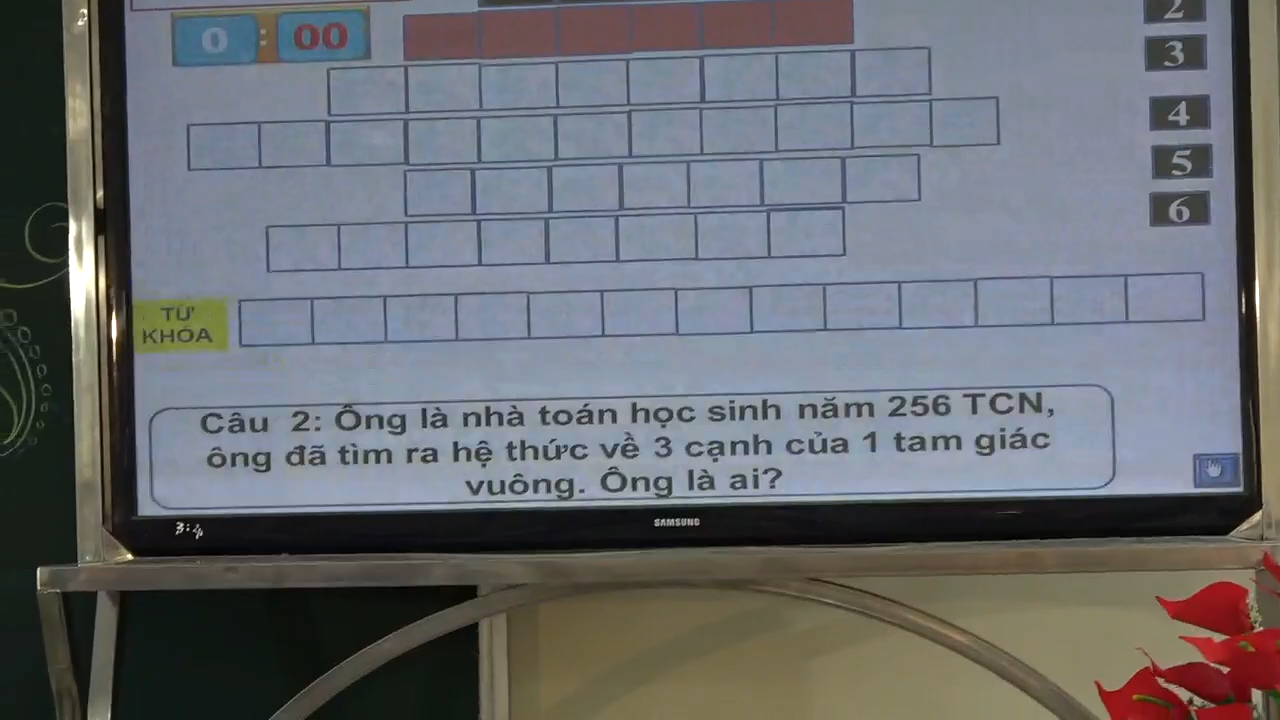 2
0 : 00
3
4
5
6
TỪ
KHÓA
Câu 2: Ông là nhà toán học sinh năm 256 TCN,
ông đã tìm ra hệ thức về 3 cạnh của 1 tam giác
vuông. Ông là ai?
SAMSUNG